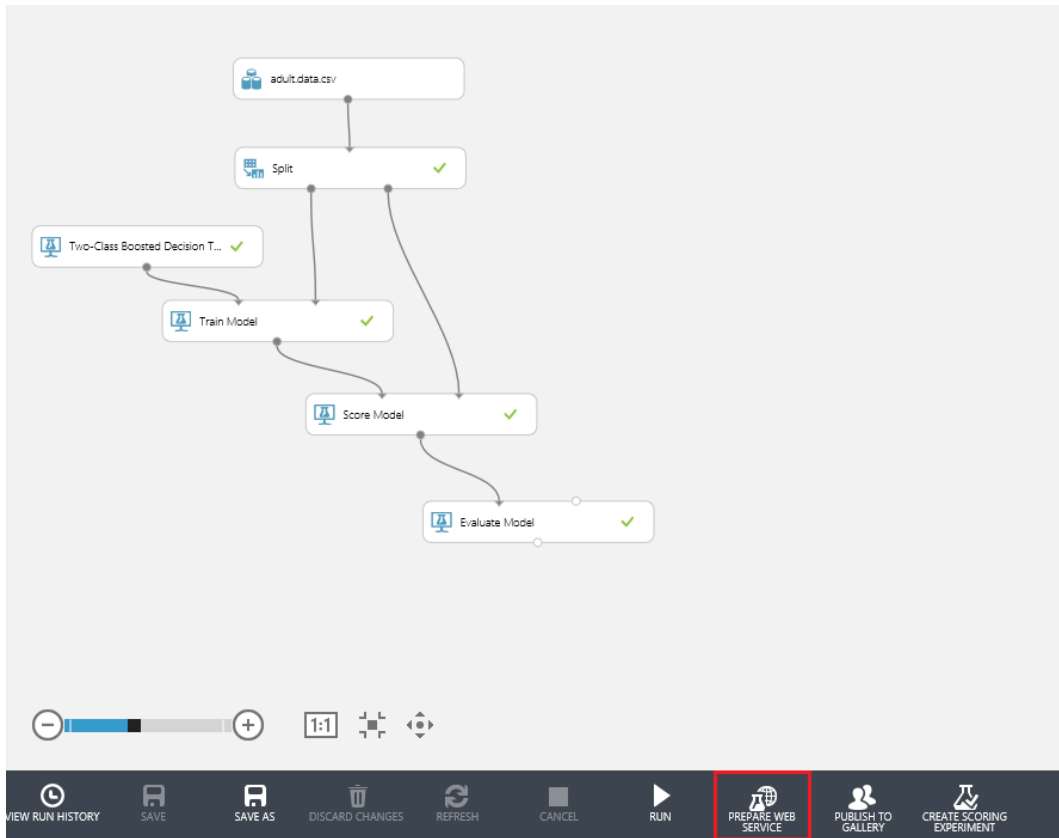 adult.data.csv
Split
Two-Class Boosted Decision T...
Train Model
Score Model
Evaluate Model
1:1
VIEW RUN HISTORY
SAVE
SAVE AS
DISCARD CHANGES
REFRESH
CANCEL
RUN
PREPARE WEB
SERVICE
PUBLISH TO
GALLERY
CREATE SCORING
EXPERIMENT